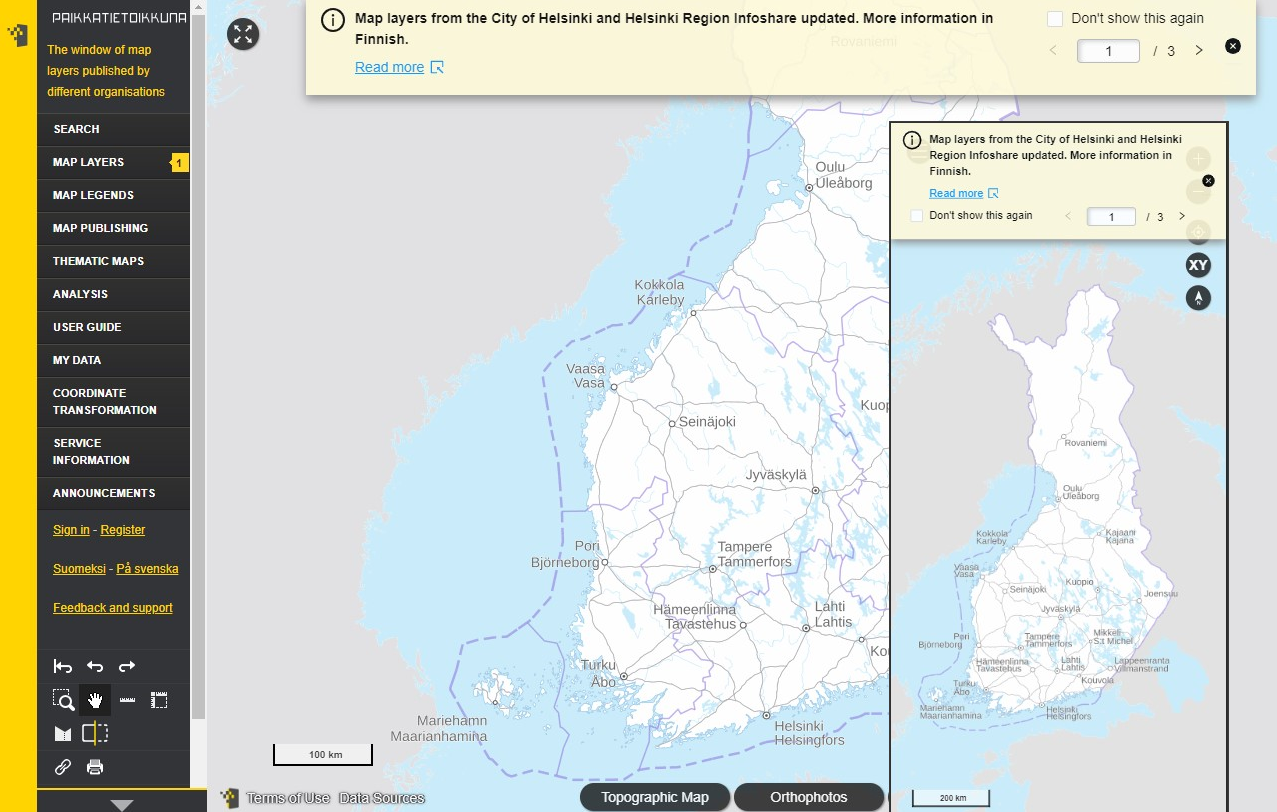 PAIKKATIETOIKKUNA
The window of map
layers published by
different organisations
SEARCH
MAP LAYERS
1
MAP LEGENDS
MAP PUBLISHING
THEMATIC MAPS
ANALYSIS
USER GUIDE
MY DATA
COORDINATE
TRANSFORMATION
SERVICE
INFORMATION
ANNOUNCEMENTS
Sign in - Register
Suomeksi - På svenska
Feedback and support
Map layers from the City of Helsinki and Helsinki Region Infoshare updated. More information in
Finnish.
Read more
Don't show this again
1 / 3
Rovaniemi
Oulu
Uleåborg
Kokkola
Karleby
Vaasa
Vasa
Kuop
Seinäjoki
Jyväskylä
Pori
Björneborg
Tampere
Tammerfors
Hämeenlinna
Tavastehus
Lahti
Lahtis
Kou
Turku
Åbo
Mariehamn
Maarianhamina
Helsinki
Helsingfors
100 km
Terms of Use Data Sources
Topographic Map
Orthophotos
Map layers from the City of Helsinki and Helsinki
Region Infoshare updated. More information in
Finnish.
Read more
Don't show this again
1 / 3
XY
N
Rovaniemi
Oulu
Uleåborg
Kokkola
Karleby
Kajaani
Kajana
Vaasa
Vasa
Kuopio
Seinäjoki
Joensuu
Jyväskylä
Pori
Björneborg
Tampere
Tammerfors
Mikkeli
S:t Michel
Hämeenlinna
Tavastehus
Lahti
Lahtis
Lappeenranta
Villmanstrand
Kouvola
Turku
Åbo
Mariehamn
Maarianhamina
Helsinki
Helsingfors
200 km